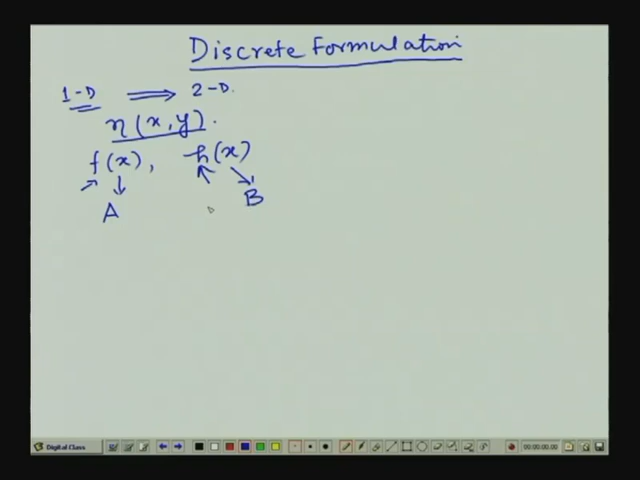 Discrete Formulation
1-D ⟹ 2-D.
η(x,y).
f(x), h(x)
A B
Digital Class
00:00:00.00